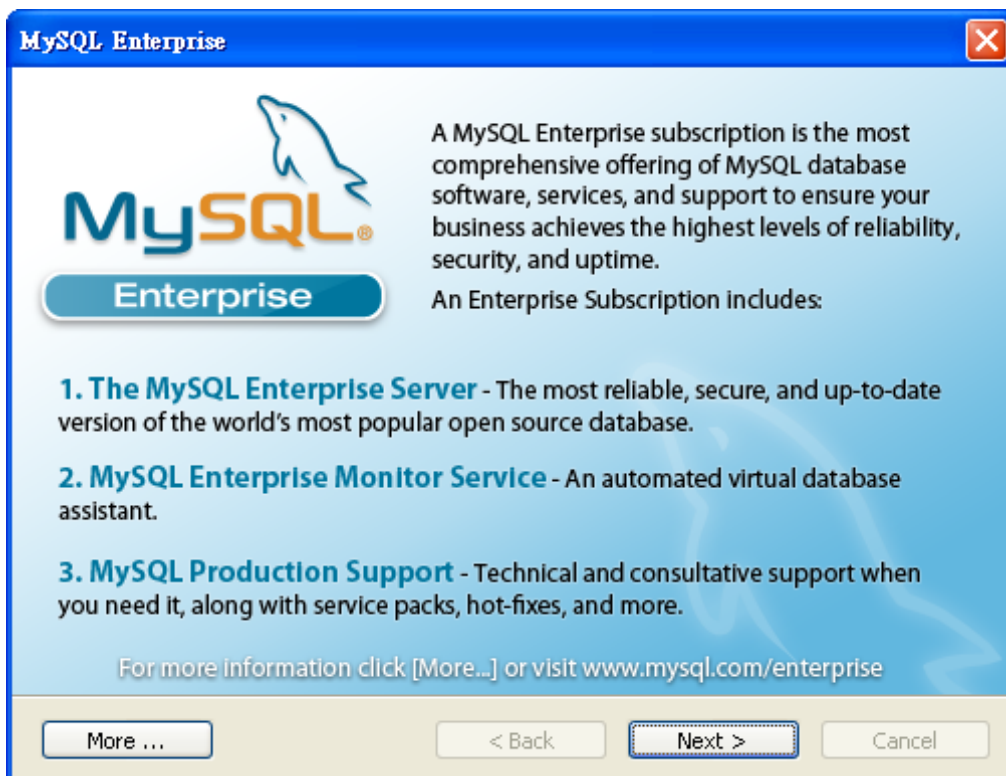 MySQL Enterprise
MySQL®
Enterprise
A MySQL Enterprise subscription is the most
comprehensive offering of MySQL database
software, services, and support to ensure your
business achieves the highest levels of reliability,
security, and uptime.
An Enterprise Subscription includes:
1. The MySQL Enterprise Server - The most reliable, secure, and up-to-date
version of the world's most popular open source database.
2. MySQL Enterprise Monitor Service - An automated virtual database
assistant.
3. MySQL Production Support - Technical and consultative support when
you need it, along with service packs, hot-fixes, and more.
For more information click [More...] or visit www.mysql.com/enterprise
More ... < Back Next > Cancel